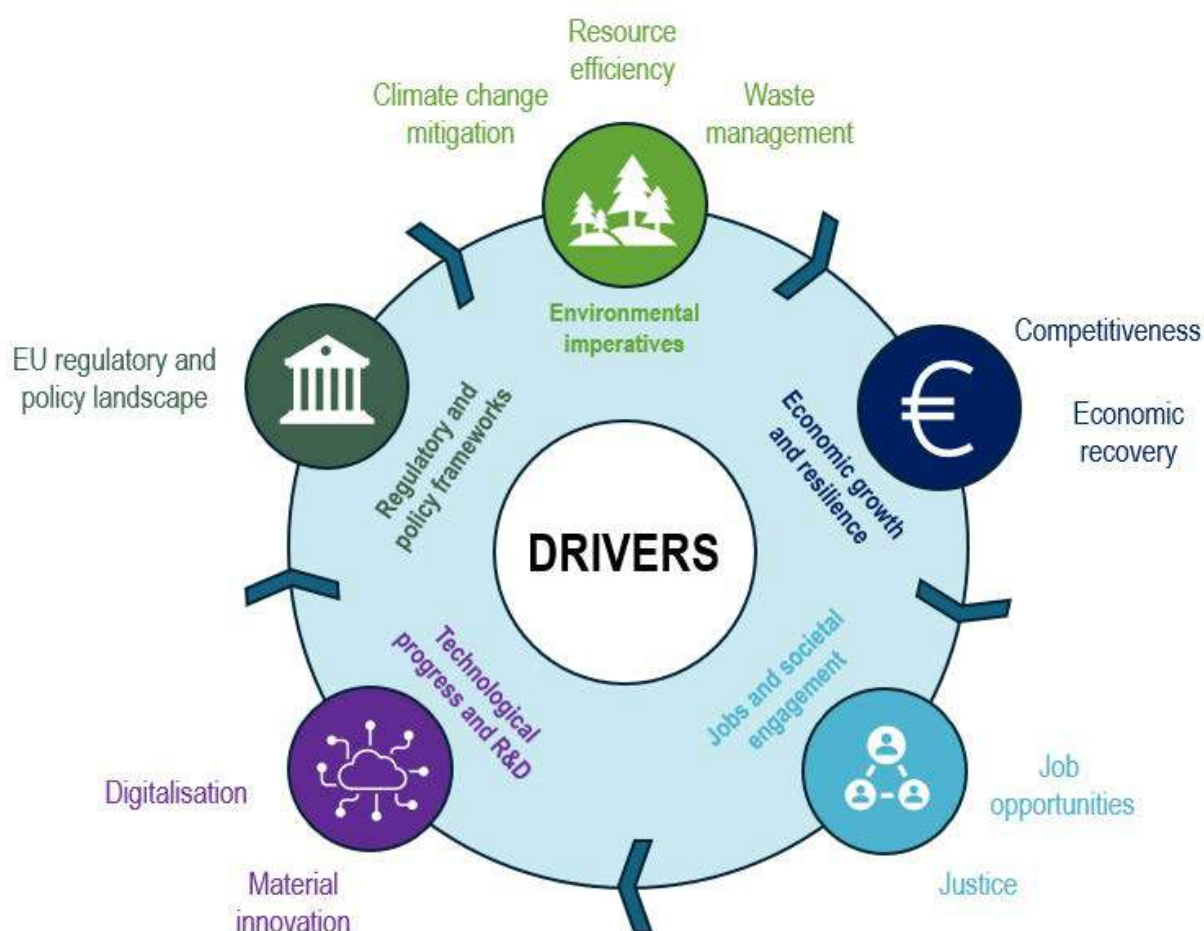 Resource
efficiency
Climate change
mitigation
Waste
management
Environmental
imperatives
Competitiveness
Economic
recovery
Economic growth
and resilience
EU regulatory and
policy landscape
Regulatory and
policy frameworks
DRIVERS
Jobs and societal
engagement
Job
opportunities
Justice
Technological
progress and R&D
Digitalisation
Material
innovation
€